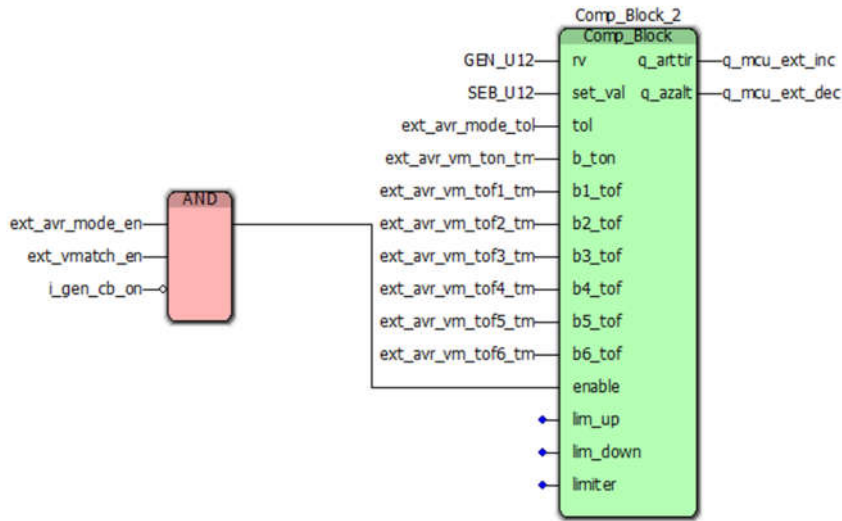 Comp_Block_2
Comp_Block
GEN_U12 rv q_arttir q_mcu_ext_inc
SEB_U12 set_val q_azalt q_mcu_ext_dec
ext_avr_mode_tol tol
ext_avr_vm_ton_tm b_ton
AND
ext_avr_vm_tof1_tm b1_tof
ext_avr_mode_en ext_avr_vm_tof2_tm b2_tof
ext_vmatch_en ext_avr_vm_tof3_tm b3_tof
i_gen_cb_on ext_avr_vm_tof4_tm b4_tof
ext_avr_vm_tof5_tm b5_tof
ext_avr_vm_tof6_tm b6_tof
enable
lim_up
lim_down
limiter